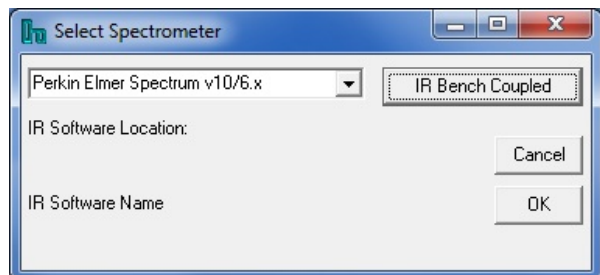 Select Spectrometer
Perkin Elmer Spectrum v10/6.x
IR Bench Coupled
IR Software Location:
Cancel
IR Software Name
OK